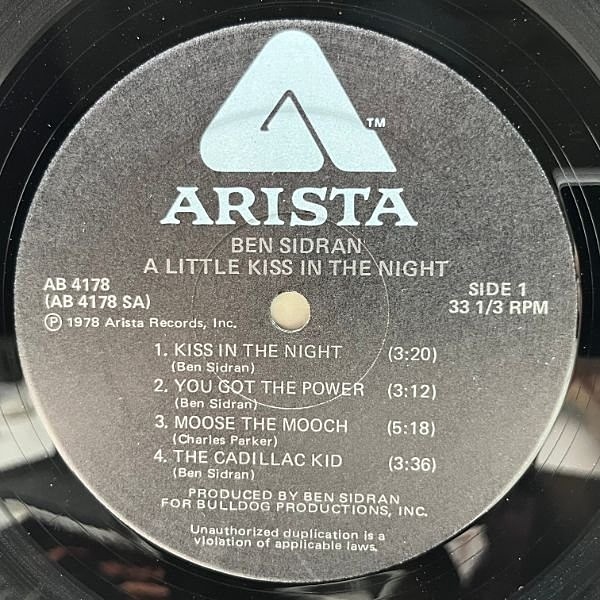 TM
ARISTA
BEN SIDRAN
A LITTLE KISS IN THE NIGHT
AB 4178
(AB 4178 SA)
Ⓟ 1978 Arista Records, Inc.
SIDE 1
33 1/3 RPM
1. KISS IN THE NIGHT (3:20)
(Ben Sidran)
2. YOU GOT THE POWER (3:12)
(Ben Sidran)
3. MOOSE THE MOOCH (5:18)
(Charles Parker)
4. THE CADILLAC KID (3:36)
(Ben Sidran)
PRODUCED BY BEN SIDRAN
FOR BULLDOG PRODUCTIONS, INC.
Unauthorized duplication is a
violation of applicable laws.